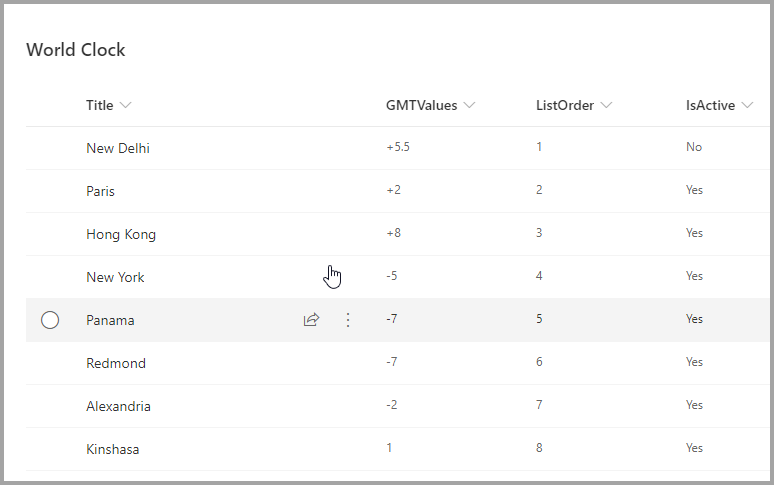 World Clock
Title GMTValues ListOrder IsActive
New Delhi +5.5 1 No
Paris +2 2 Yes
Hong Kong +8 3 Yes
New York -5 4 Yes
Panama -7 5 Yes
Redmond -7 6 Yes
Alexandria -2 7 Yes
Kinshasa 1 8 Yes